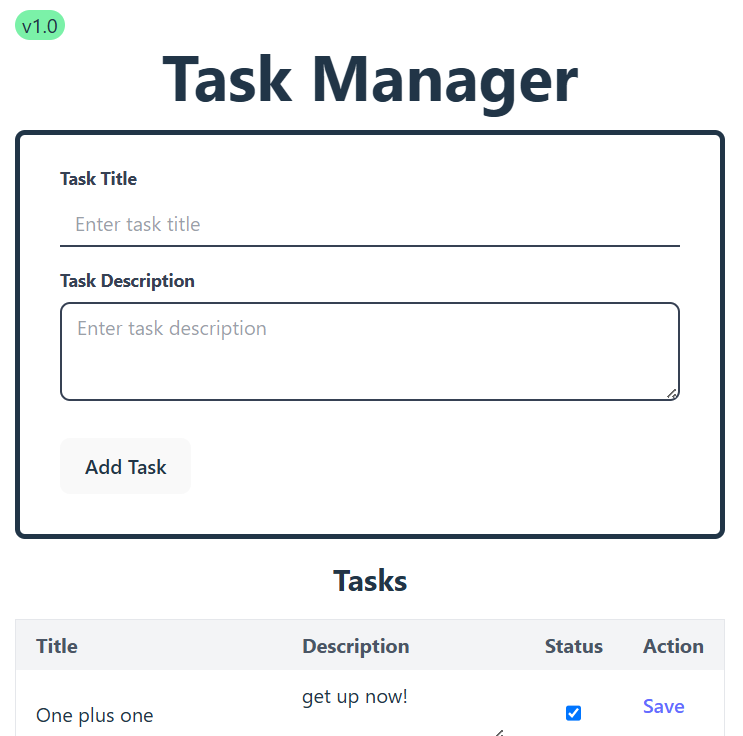 v1.0
Task Manager
Task Title
Enter task title
Task Description
Enter task description
Add Task
Tasks
Title Description Status Action
One plus one get up now! Save